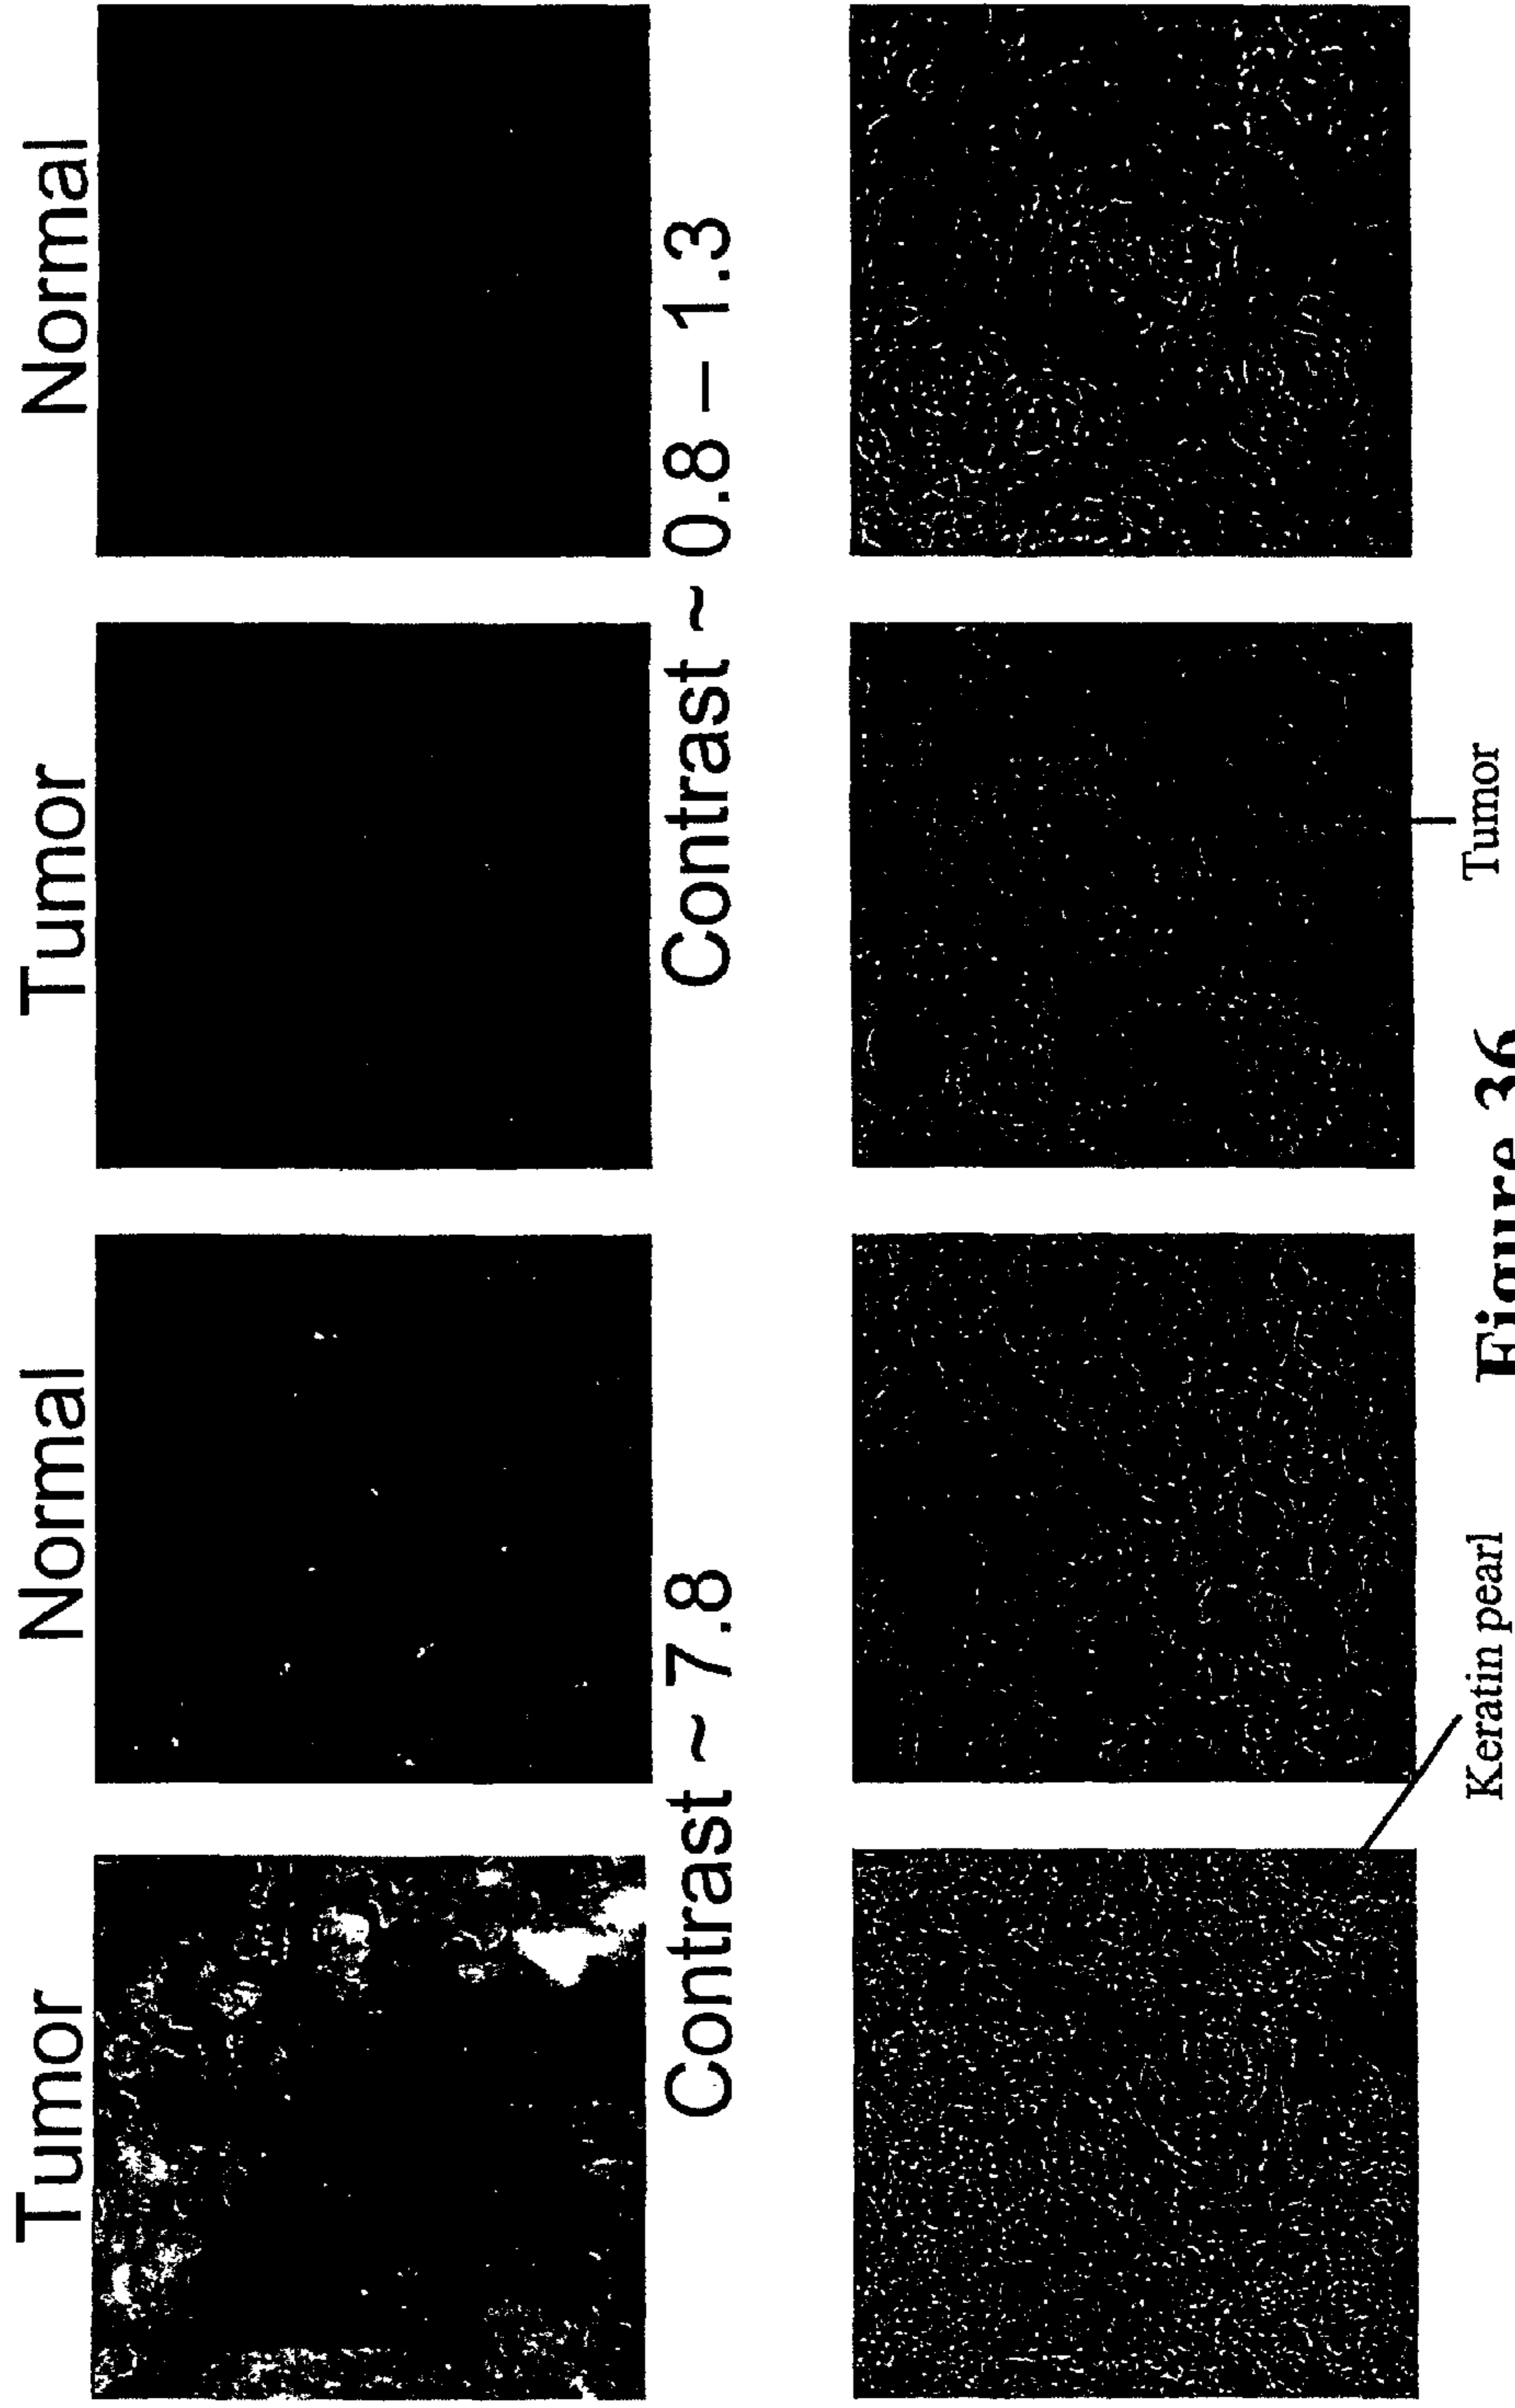 Tumor
Normal
Tumor
Normal
Contrast ~ 7.8
Contrast ~ 0.8 – 1.3
Keratin pearl
Tumor
Figure 36